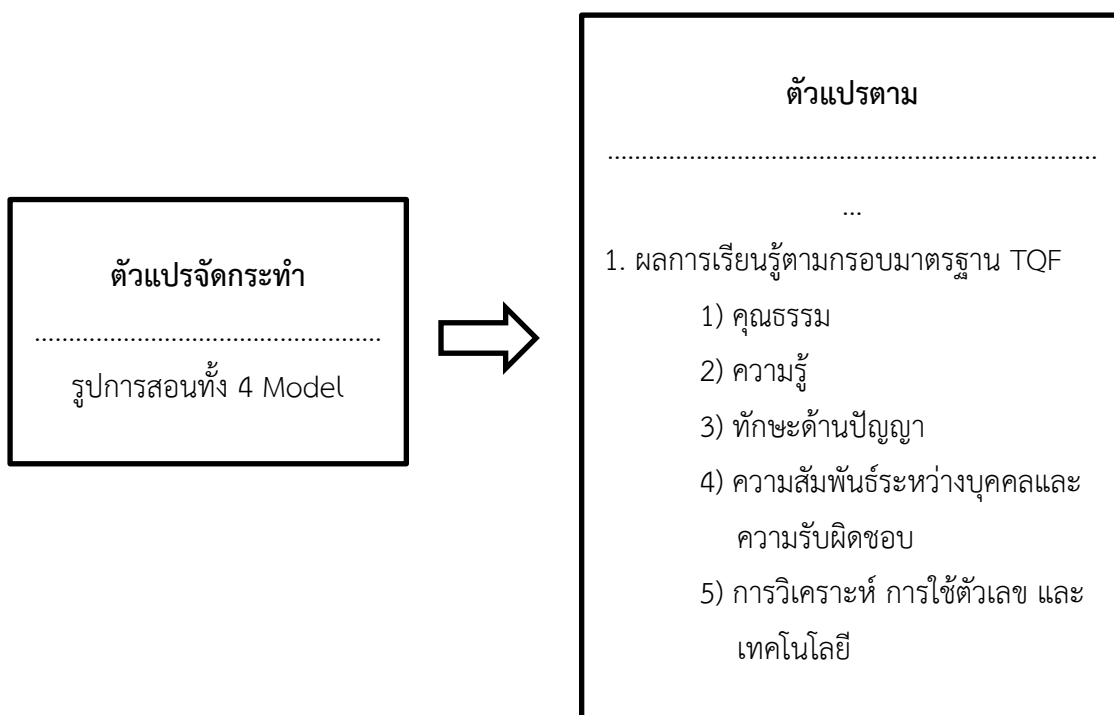 ตัวแปรจัดกระทำ
...................................................
รูปการสอนทั้ง 4 Model
ตัวแปรตาม
........................................................................
...
1. ผลการเรียนรู้ตามกรอบมาตรฐาน TQF
1) คุณธรรม
2) ความรู้
3) ทักษะด้านปัญญา
4) ความสัมพันธ์ระหว่างบุคคลและ
ความรับผิดชอบ
5) การวิเคราะห์ การใช้ตัวเลข และ
เทคโนโลยี